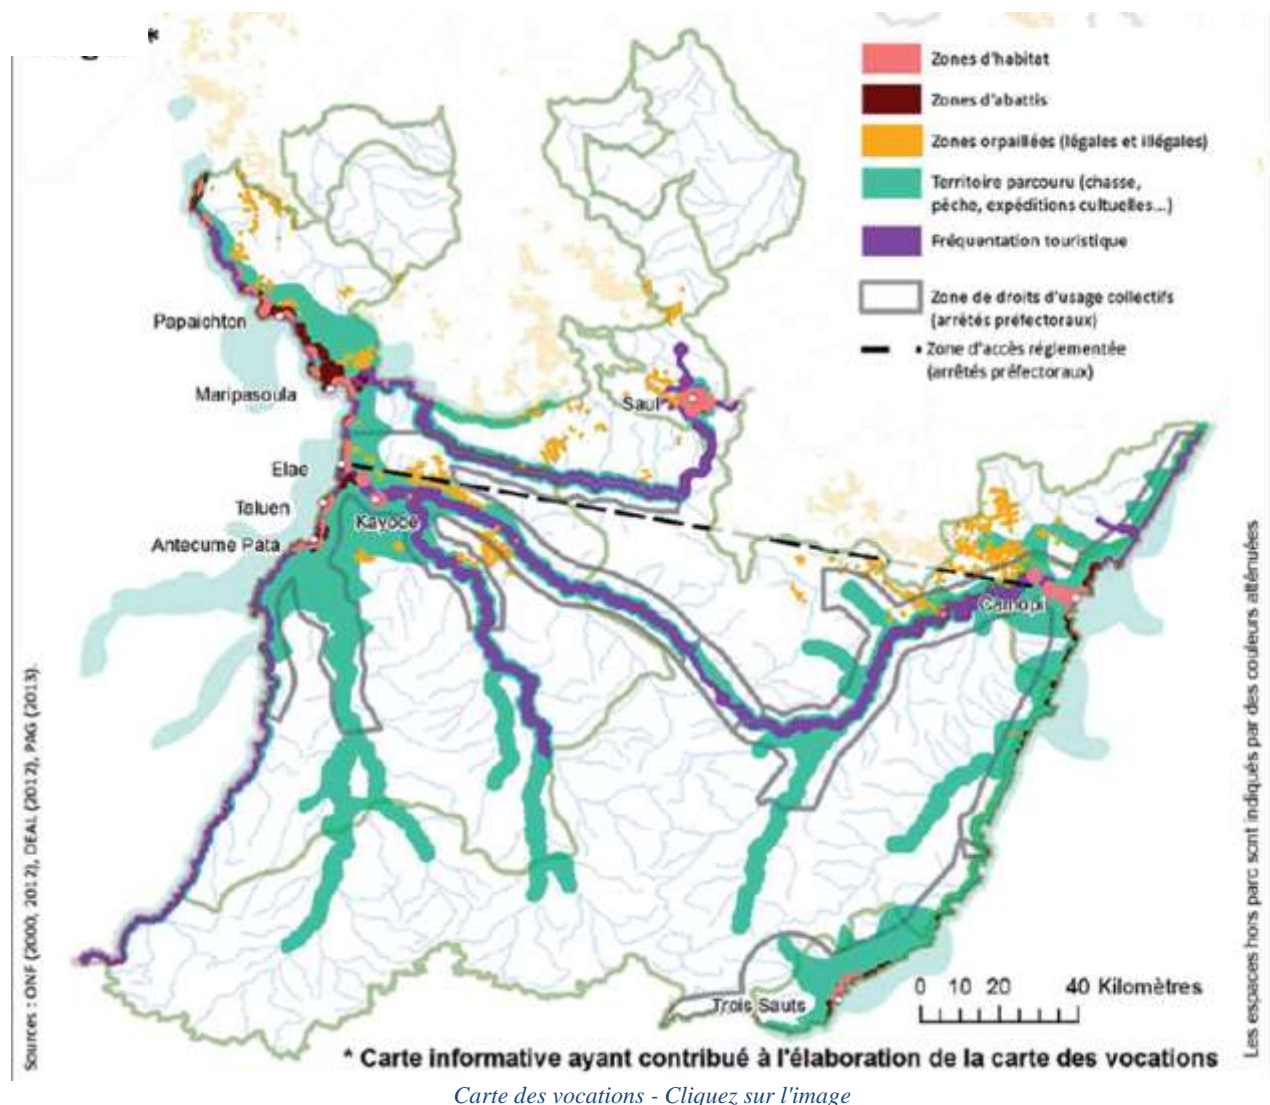 *
Zones d'habitat
Zones d'abattis
Zones orpaillées (légales et illégales)
Territoire parcouru (chasse,
pêche, expéditions cultuelles...)
Fréquentation touristique
Zone de droits d'usage collectifs
(arrêtés préfectoraux)
Zone d'accès réglementée
(arrêtés préfectoraux)
Papaichton
Maripasoula
Saul
Elae
Taluen
Kayodé
Antecume Pata
Camopi
Trois Sauts
0 10 20 40 Kilomètres
Sources : ONF (2000, 2012), DEAL (2012), PAG (2013).
Les espaces hors parc sont indiqués par des couleurs atténuées
* Carte informative ayant contribué à l'élaboration de la carte des vocations
Carte des vocations - Cliquez sur l'image